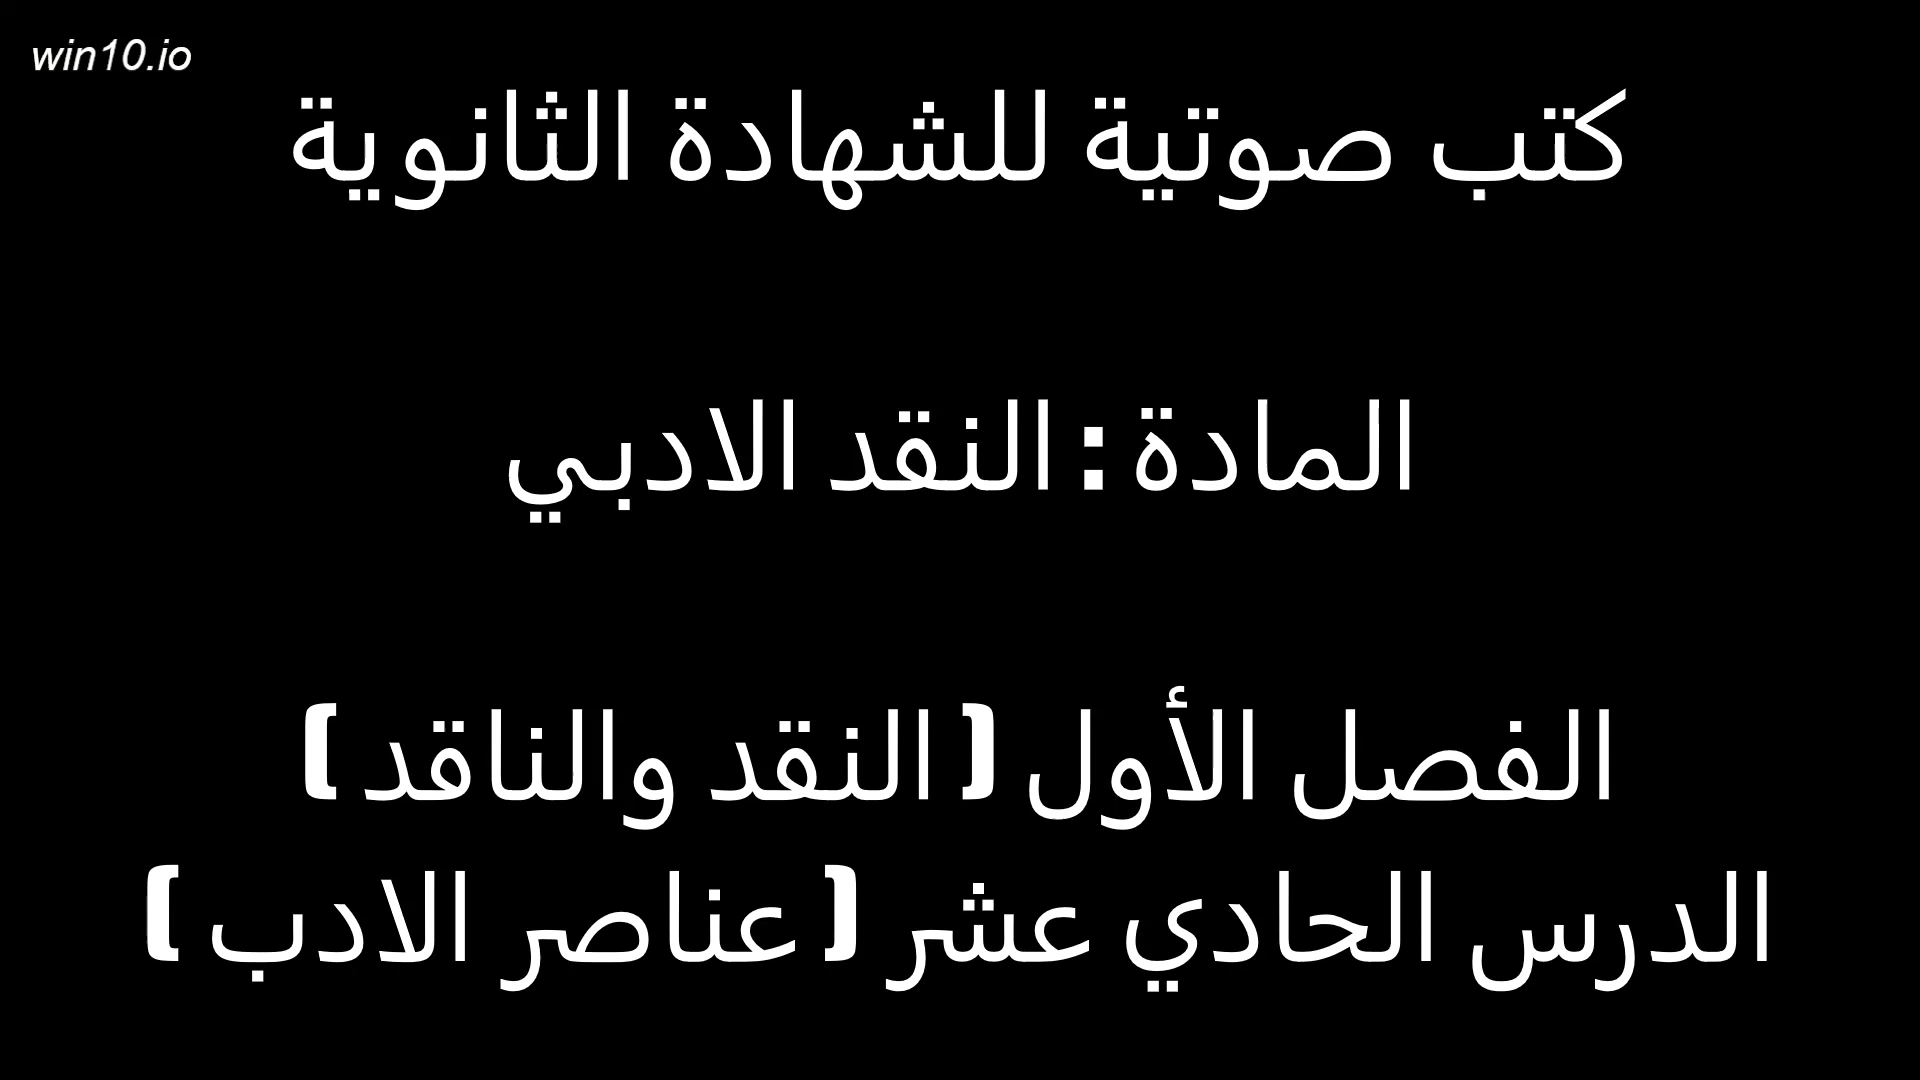 win10.io
كتب صوتية للشهادة الثانوية
المادة : النقد الادبي
الفصل الأول ( النقد والناقد )
الدرس الحادي عشر ( عناصر الادب )